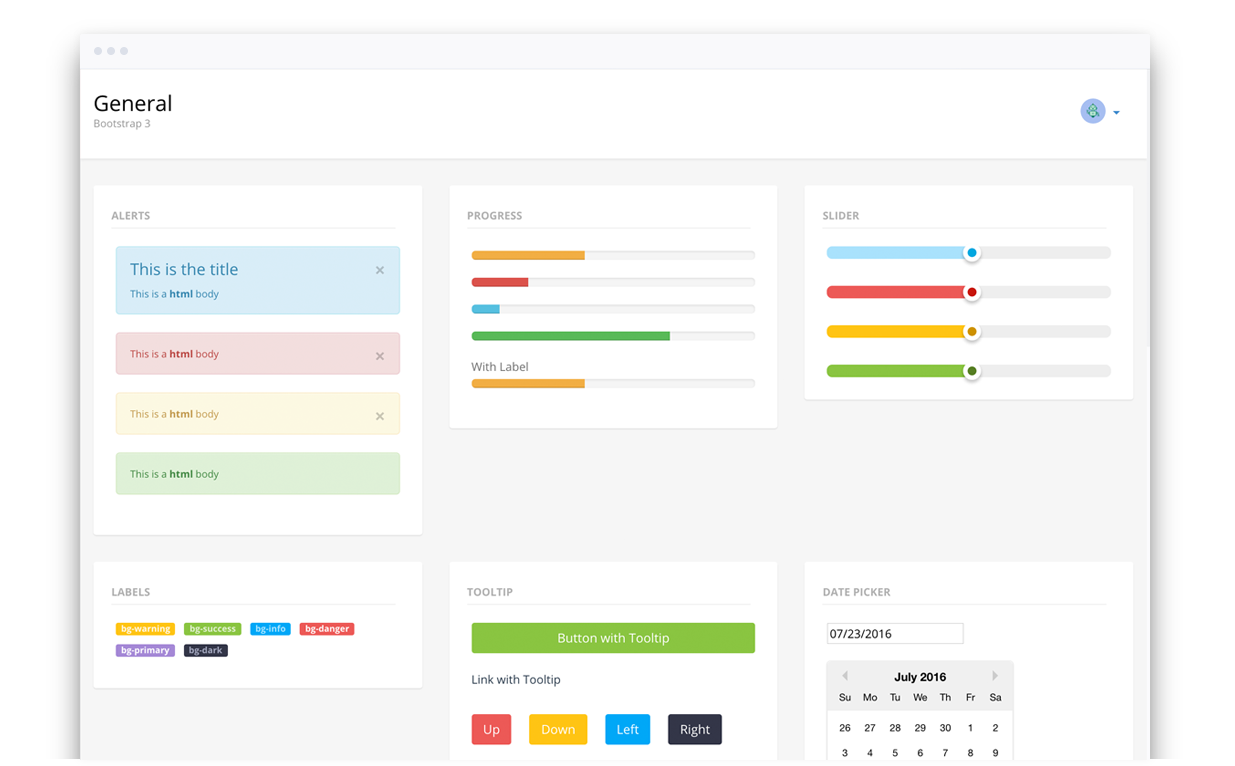 General
Bootstrap 3
ALERTS
This is the title
×
This is a html body
This is a html body
×
This is a html body
×
This is a html body
PROGRESS
With Label
SLIDER
LABELS
bg-warning bg-success bg-info bg-danger
bg-primary bg-dark
TOOLTIP
Button with Tooltip
Link with Tooltip
Up Down Left Right
DATE PICKER
07/23/2016
July 2016
Su Mo Tu We Th Fr Sa
26 27 28 29 30 1 2
3 4 5 6 7 8 9